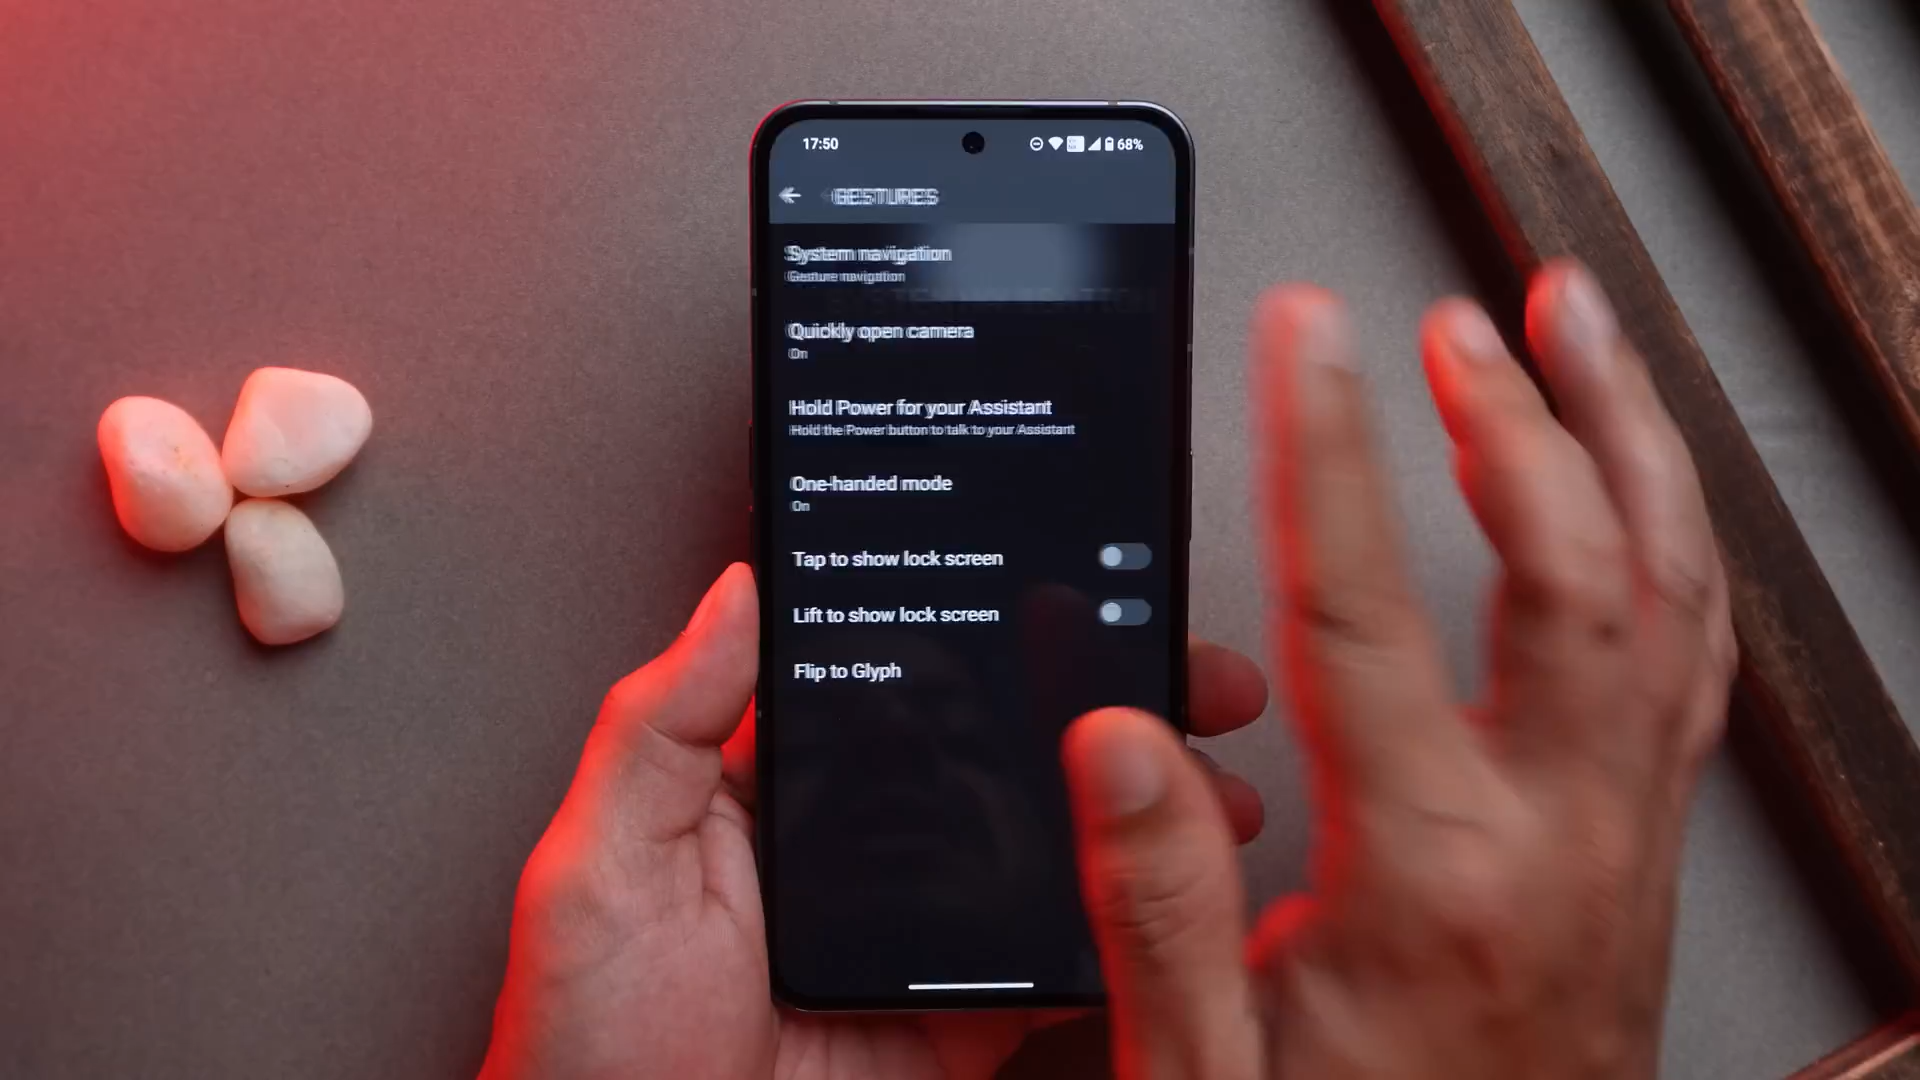 17:50
68%
GESTURES
System navigation
Gesture navigation
Quickly open camera
On
Hold Power for your Assistant
Hold the Power button to talk to your Assistant
One-handed mode
On
Tap to show lock screen
Lift to show lock screen
Flip to Glyph